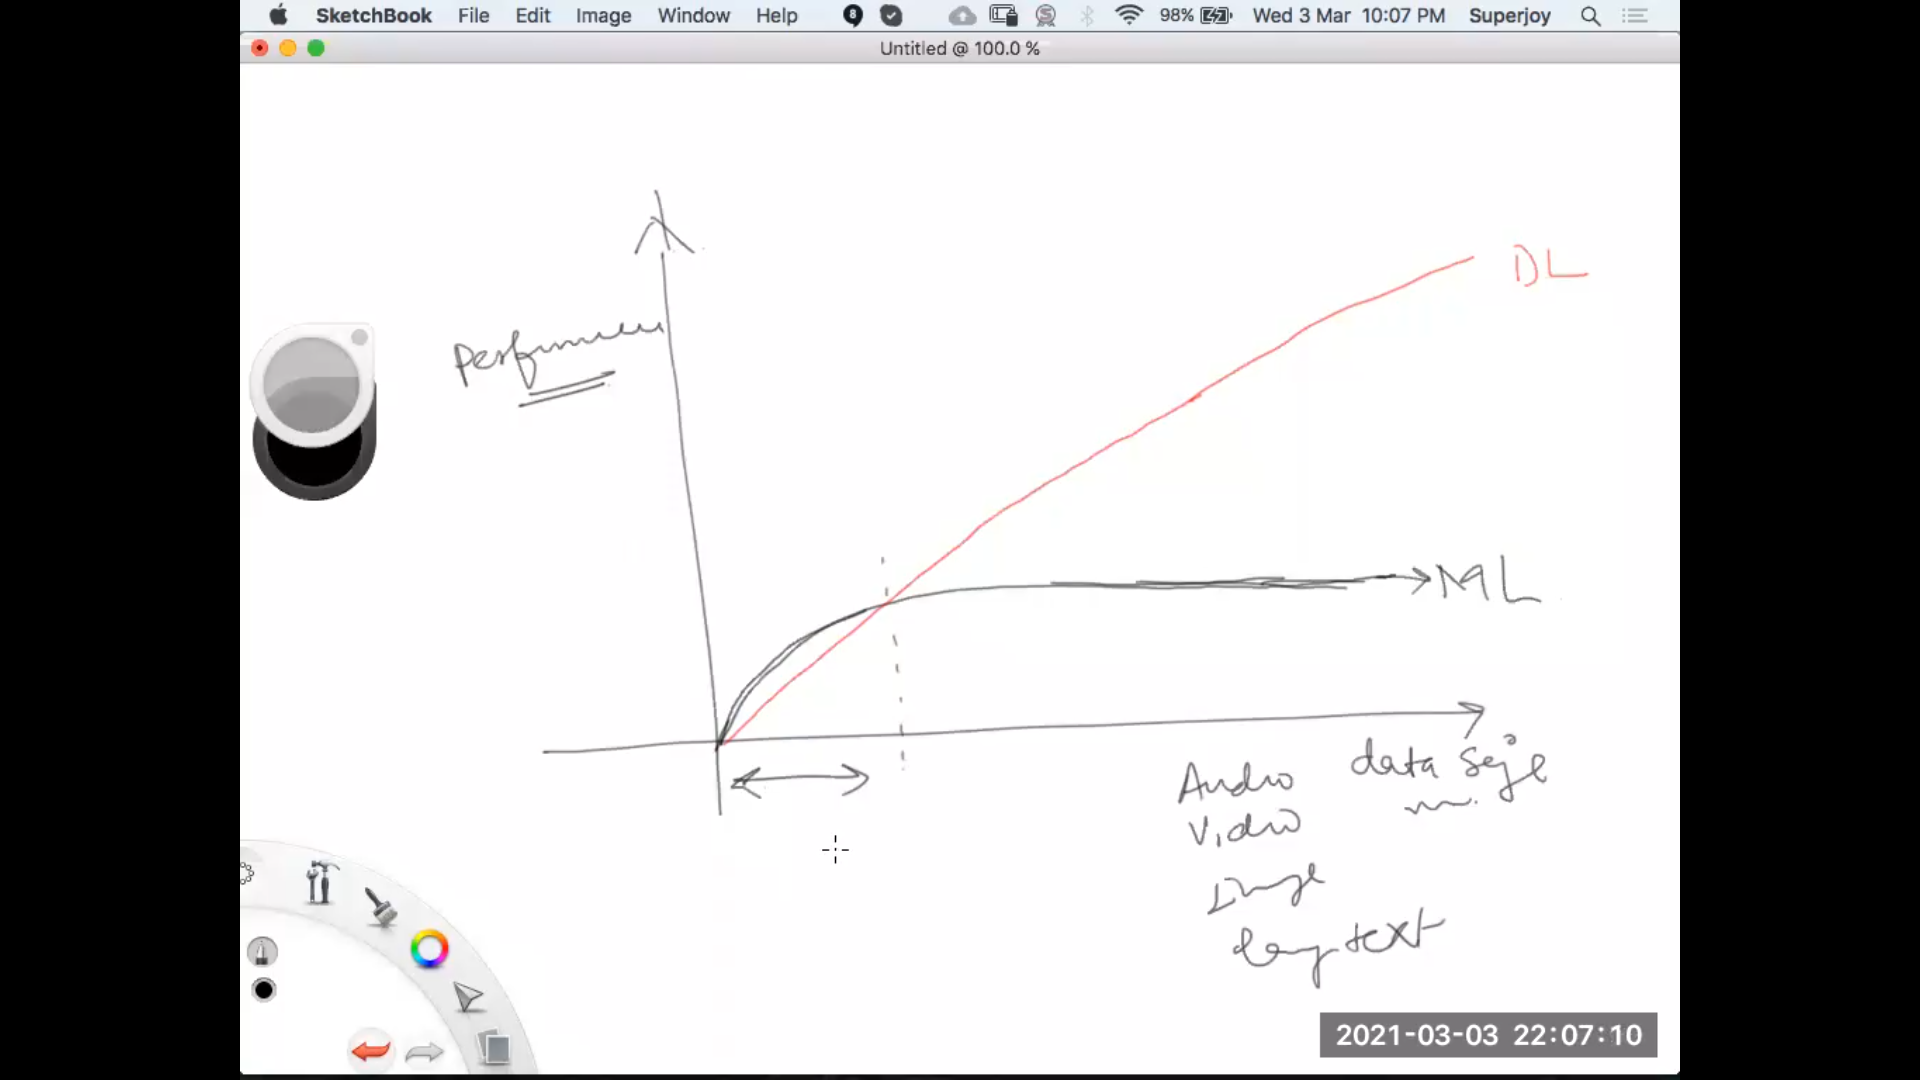 SketchBook File Edit Image Window Help 8 98% Wed 3 Mar 10:07 PM Superjoy
Untitled @ 100.0 %
DL
Performance
ML
data size
Audio
Video
Image
long text
2021-03-03 22:07:10